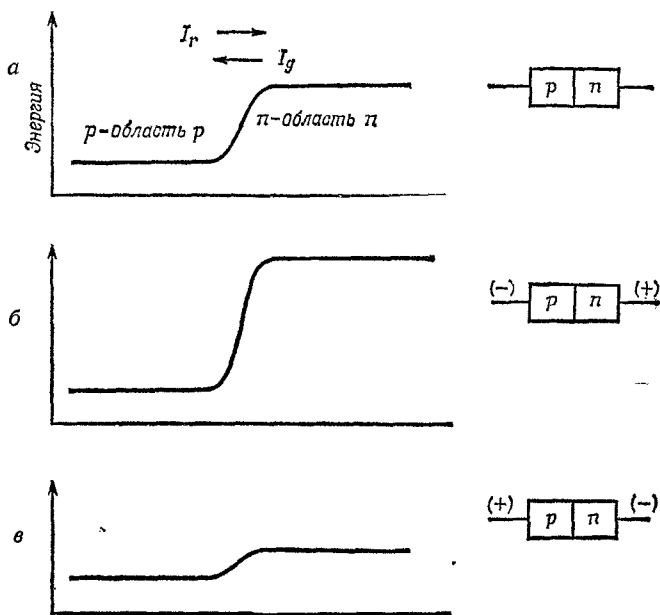 I_r
I_g
а
Энергия
p-область p
n-область n
p n
б
(-) (+)
p n
в
(+) (-)
p n